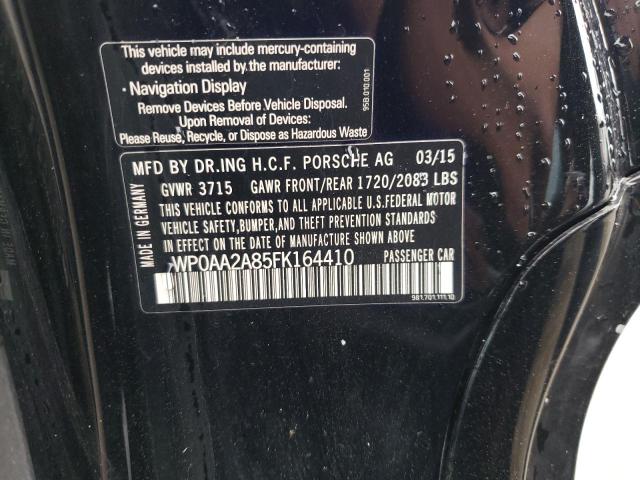 This vehicle may include mercury-containing
devices installed by the manufacturer:
· Navigation Display
Remove Devices Before Vehicle Disposal.
Upon Removal of Devices:
Please Reuse, Recycle, or Dispose as Hazardous Waste
958.010.001
MFD BY DR.ING H.C.F. PORSCHE AG 03/15
GVWR 3715 GAWR FRONT/REAR 1720/2083 LBS
THIS VEHICLE CONFORMS TO ALL APPLICABLE U.S. FEDERAL MOTOR
VEHICLE SAFETY, BUMPER, AND THEFT PREVENTION STANDARDS
IN EFFECT ON THE DATE OF MANUFACTURE SHOWN ABOVE.
WP0AA2A85FK164410 PASSENGER CAR
981.701.111.10
MADE IN GERMANY